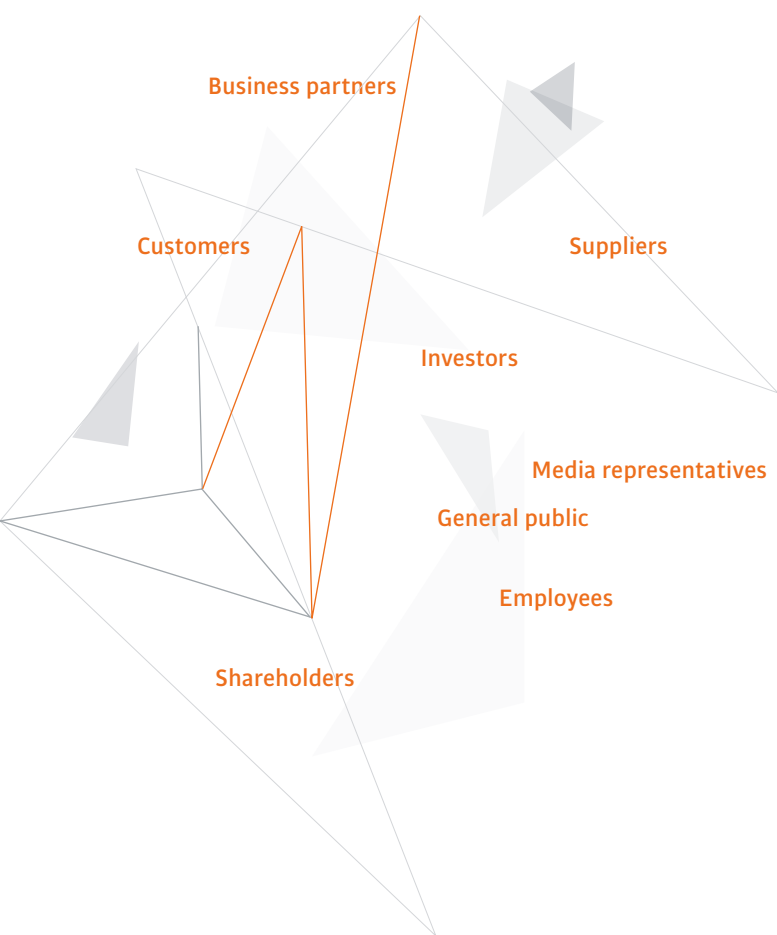 Business partners
Customers
Suppliers
Investors
Media representatives
General public
Employees
Shareholders